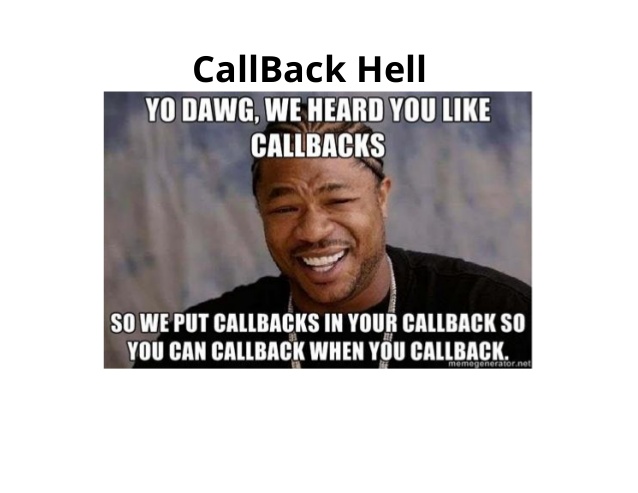 CallBack Hell
YO DAWG, WE HEARD YOU LIKE
CALLBACKS
SO WE PUT CALLBACKS IN YOUR CALLBACK SO
YOU CAN CALLBACK WHEN YOU CALLBACK.
memegenerator.net